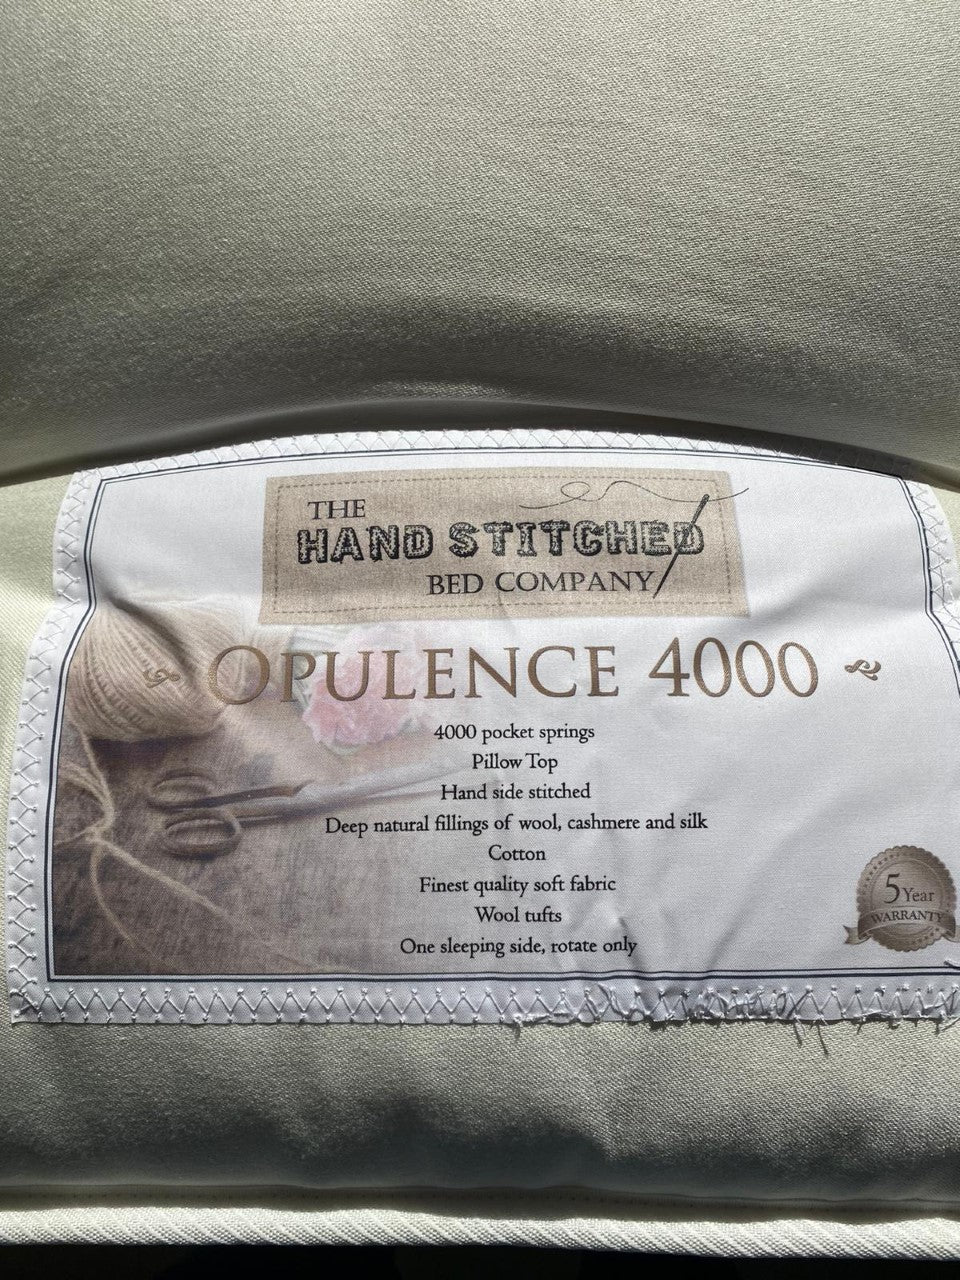 THE
HAND STITCHED
BED COMPANY
OPULENCE 4000
4000 pocket springs
Pillow Top
Hand side stitched
Deep natural fillings of wool, cashmere and silk
Cotton
Finest quality soft fabric
Wool tufts
One sleeping side, rotate only
5 Year
WARRANTY